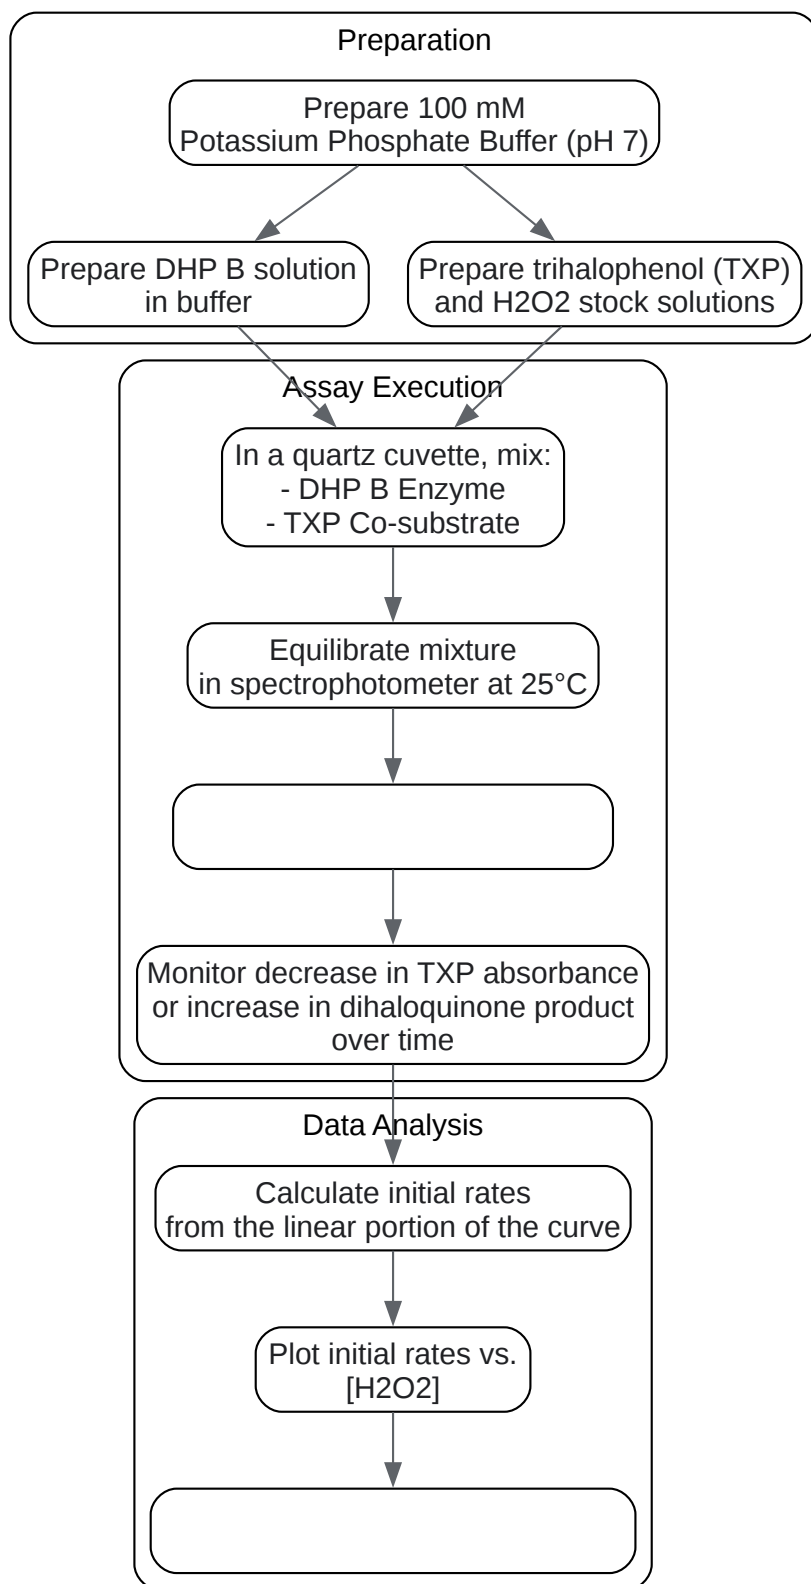 Preparation
Prepare 100 mM
Potassium Phosphate Buffer (pH 7)
Prepare DHP B solution
in buffer
Prepare trihalophenol (TXP)
and H2O2 stock solutions
Assay Execution
In a quartz cuvette, mix:
- DHP B Enzyme
- TXP Co-substrate
Equilibrate mixture
in spectrophotometer at 25°C
Monitor decrease in TXP absorbance
or increase in dihaloquinone product
over time
Data Analysis
Calculate initial rates
from the linear portion of the curve
Plot initial rates vs.
[H2O2]